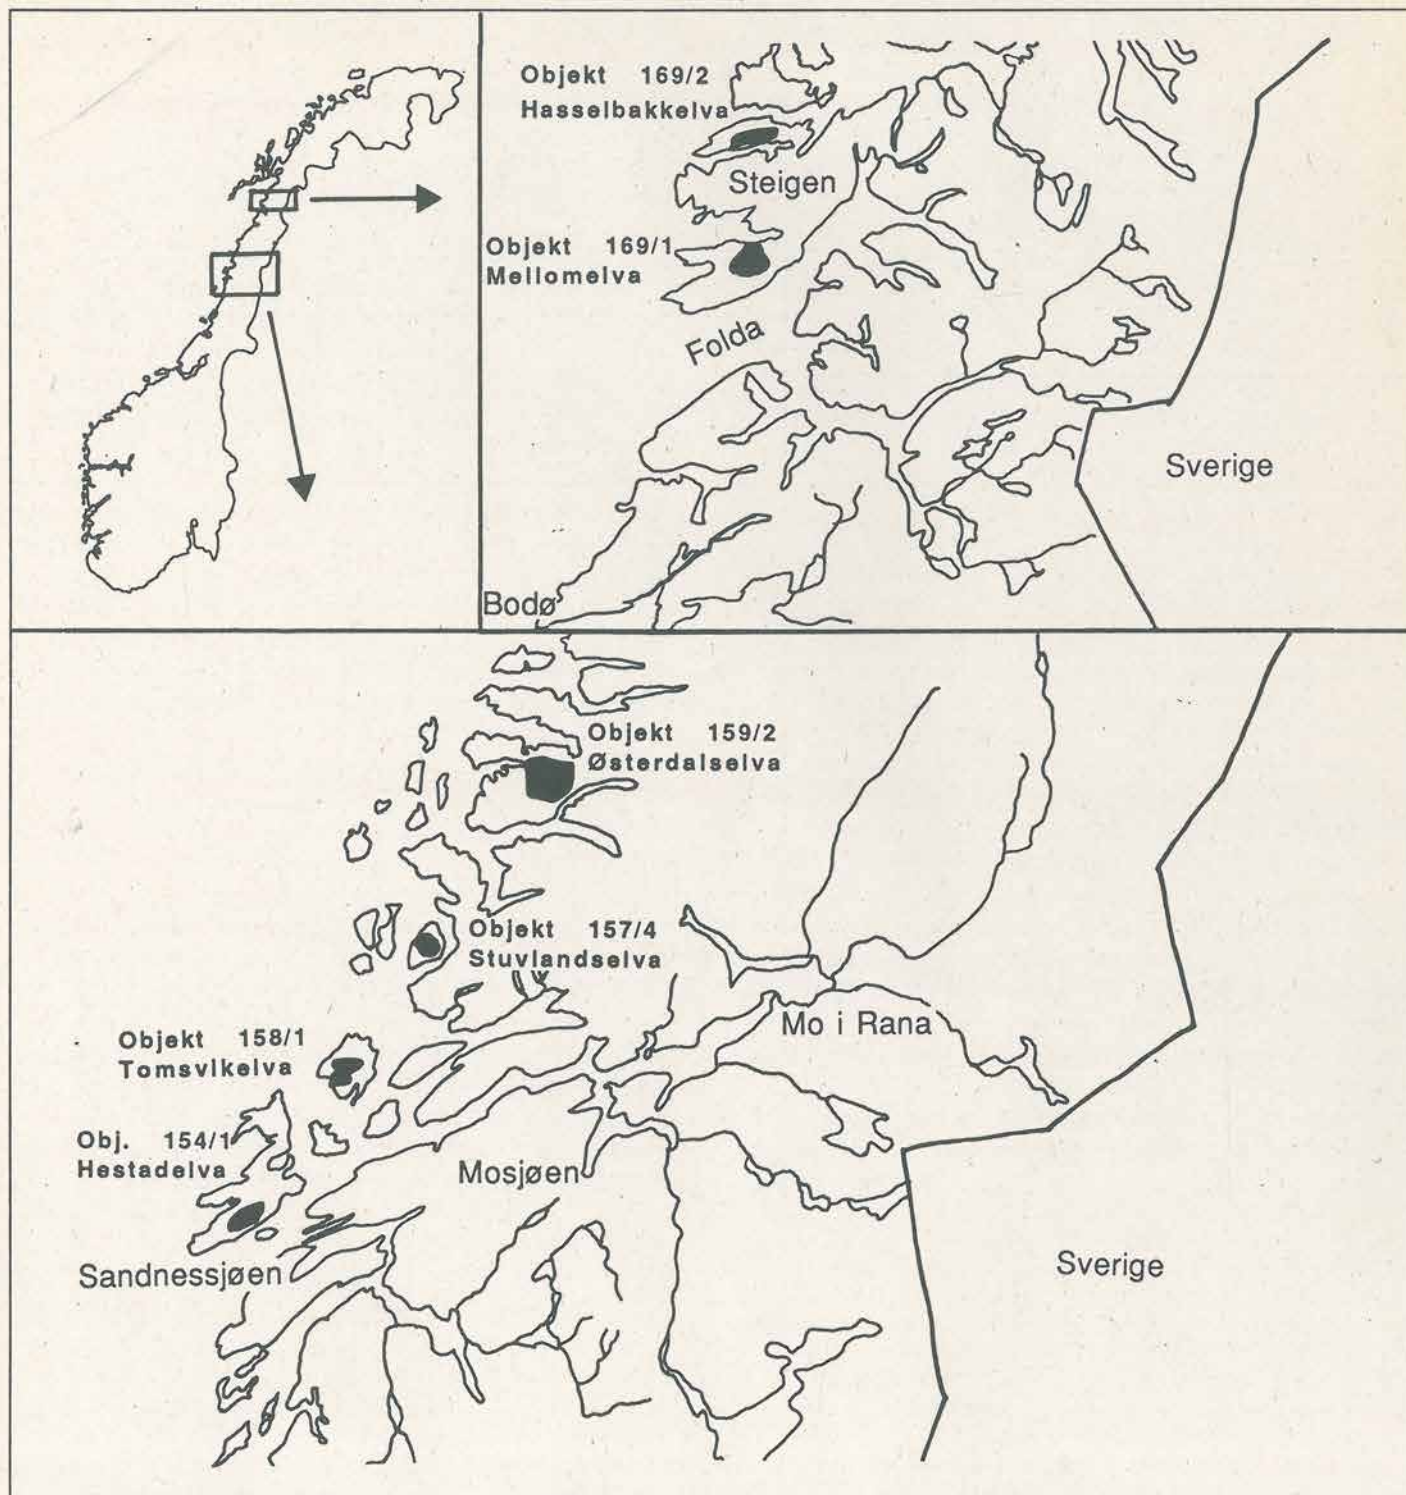 Objekt 169/2
Hasselbakkelva
Steigen
Objekt 169/1
Mellomelva
Folda
Sverige
Bodø
Objekt 159/2
Østerdalselva
Objekt 157/4
Stuvlandselva
Mo i Rana
Objekt 158/1
Tomsvikelva
Obj. 154/1
Hestadelva
Mosjøen
Sandnessjøen
Sverige